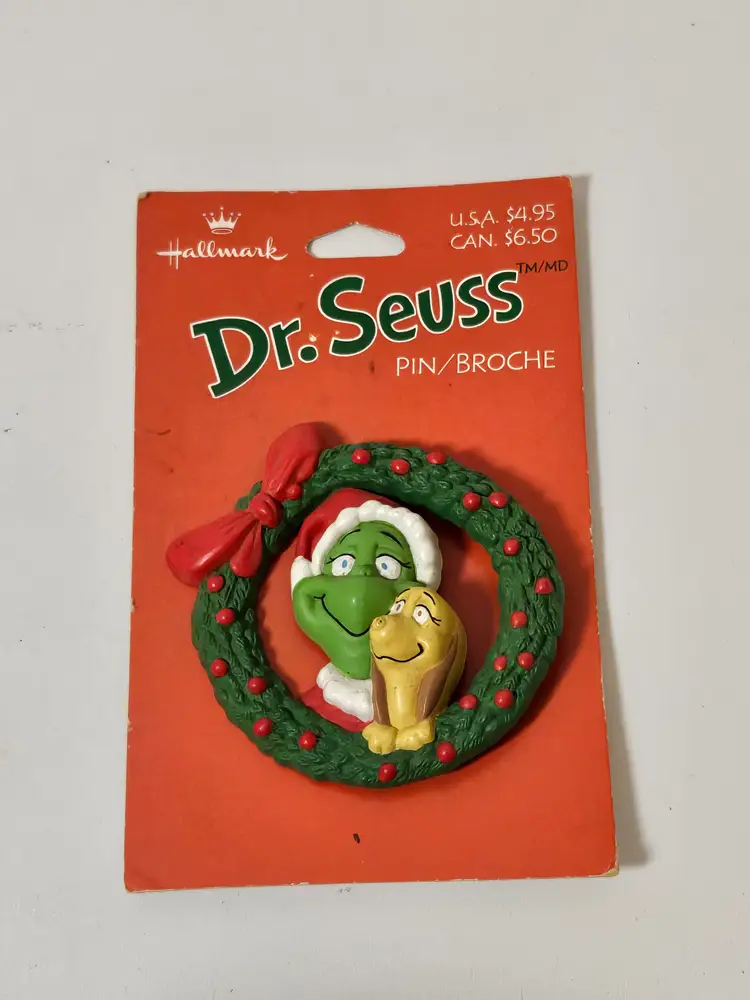 Hallmark
U.S.A. $4.95
CAN. $6.50
Dr. Seuss TM/MD
PIN/BROCHE